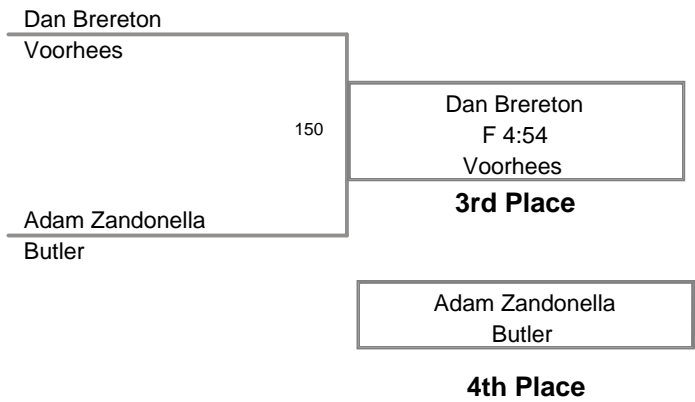 Dan Brereton
Voorhees
150
Dan Brereton
F 4:54
Voorhees
3rd Place
Adam Zandonella
Butler
Adam Zandonella
Butler
4th Place